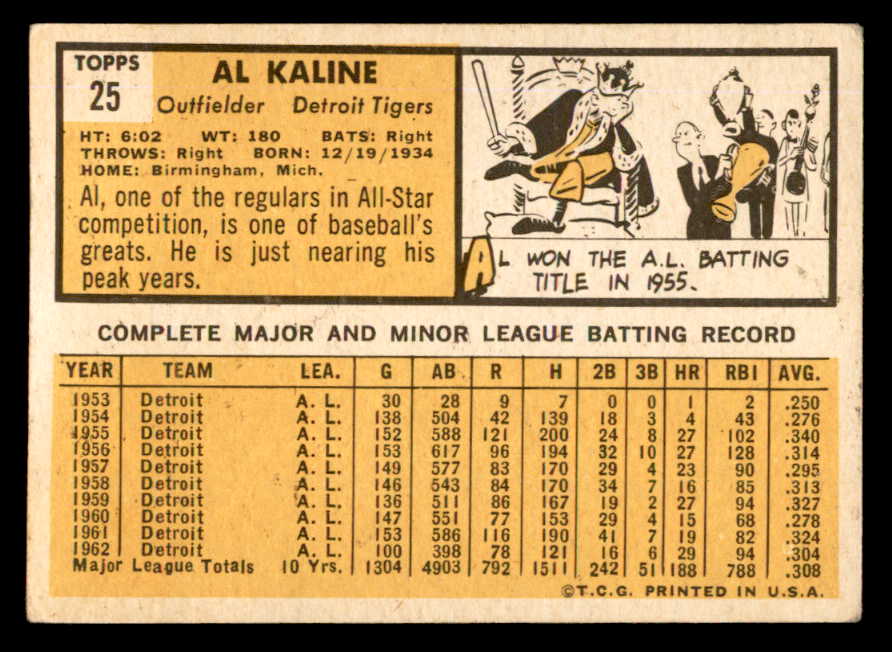 TOPPS
25
AL KALINE
Outfielder Detroit Tigers
HT: 6:02 WT: 180 BATS: Right
THROWS: Right BORN: 12/19/1934
HOME: Birmingham, Mich.
Al, one of the regulars in All-Star
competition, is one of baseball's
greats. He is just nearing his
peak years.
AL WON THE A.L. BATTING
TITLE IN 1955.
COMPLETE MAJOR AND MINOR LEAGUE BATTING RECORD
YEAR TEAM LEA. G AB R H 2B 3B HR RBI AVG.
1953 Detroit A. L. 30 28 9 7 0 0 1 2 .250
1954 Detroit A. L. 138 504 42 139 18 3 4 43 .276
1955 Detroit A. L. 152 588 121 200 24 8 27 102 .340
1956 Detroit A. L. 153 617 96 194 32 10 27 128 .314
1957 Detroit A. L. 149 577 83 170 29 4 23 90 .295
1958 Detroit A. L. 146 543 84 170 34 7 16 85 .313
1959 Detroit A. L. 136 511 86 167 19 2 27 94 .327
1960 Detroit A. L. 147 551 77 153 29 4 15 68 .278
1961 Detroit A. L. 153 586 116 190 41 7 19 82 .324
1962 Detroit A. L. 100 398 78 121 16 6 29 94 .304
Major League Totals 10 Yrs. 1304 4903 792 1511 242 51 188 788 .308
©T.C.G. PRINTED IN U.S.A.